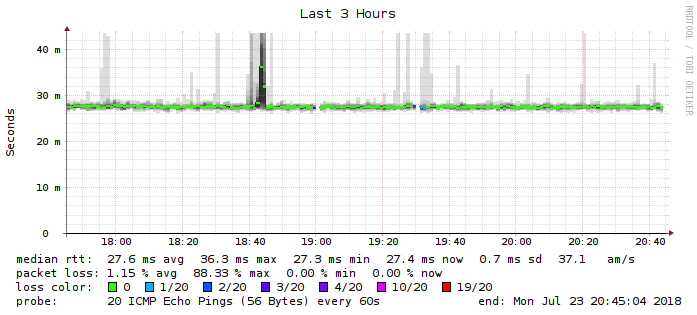 Last 3 Hours
RRDTOOL / TOBI OETIKER
Seconds
40 m
30 m
20 m
10 m
0
18:00 18:20 18:40 19:00 19:20 19:40 20:00 20:20 20:40
median rtt: 27.6 ms avg 36.3 ms max 27.3 ms min 27.4 ms now 0.7 ms sd 37.1 am/s
packet loss: 1.15 % avg 88.33 % max 0.00 % min 0.00 % now
loss color: 0 1/20 2/20 3/20 4/20 10/20 19/20
probe: 20 ICMP Echo Pings (56 Bytes) every 60s end: Mon Jul 23 20:45:04 2018